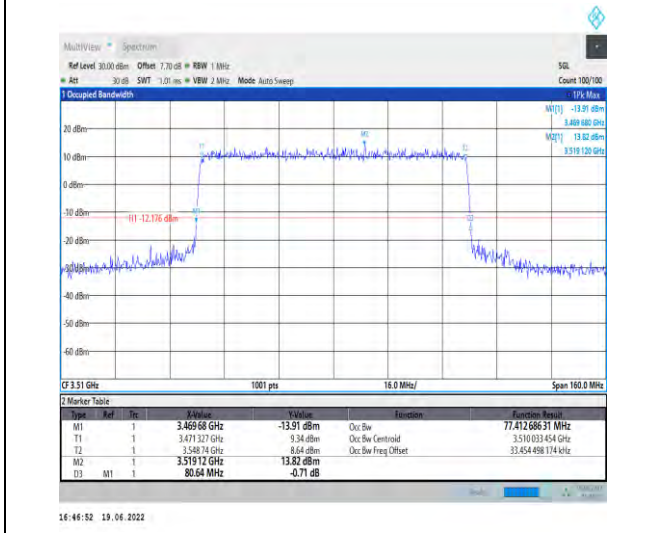 MultiView Spectrum
Ref Level 30.00 dBm Offset 7.70 dB RBW 1 MHz SGL
Att 30 dB SWT 1.01 ms VBW 2 MHz Mode Auto Sweep Count 100/100
1 Occupied Bandwidth 1Pk Max
M1[1] -13.91 dBm
3.469 680 GHz
M2[1] 13.82 dBm
3.519 120 GHz
20 dBm
M2
T1 T2
10 dBm
0 dBm
-10 dBm
M1
H1 -12.176 dBm
-20 dBm
-30 dBm
-40 dBm
-50 dBm
-60 dBm
CF 3.51 GHz 1001 pts 16.0 MHz/ Span 160.0 MHz
2 Marker Table
Type Ref Trc X-Value Y-Value Function Function Result
M1 1 3.469 68 GHz -13.91 dBm Occ Bw 77.412 686 31 MHz
T1 1 3.471 327 GHz 9.34 dBm Occ Bw Centroid 3.510 033 454 GHz
T2 1 3.548 74 GHz 8.64 dBm Occ Bw Freq Offset 33.454 498 174 kHz
M2 1 3.519 12 GHz 13.82 dBm
D3 M1 1 80.64 MHz -0.71 dB
16:46:52 19.06.2022